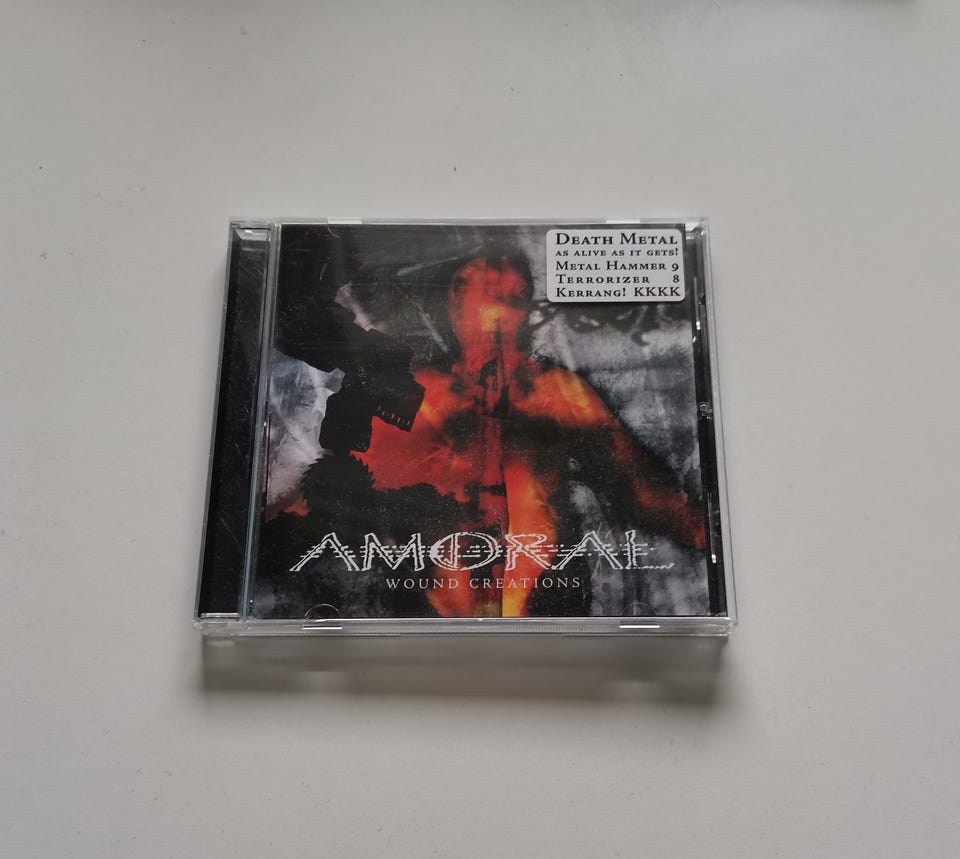 DEATH METAL
AS ALIVE AS IT GETS!
METAL HAMMER 9
TERRORIZER 8
KERRANG! KKKK
AMORAL
WOUND CREATIONS